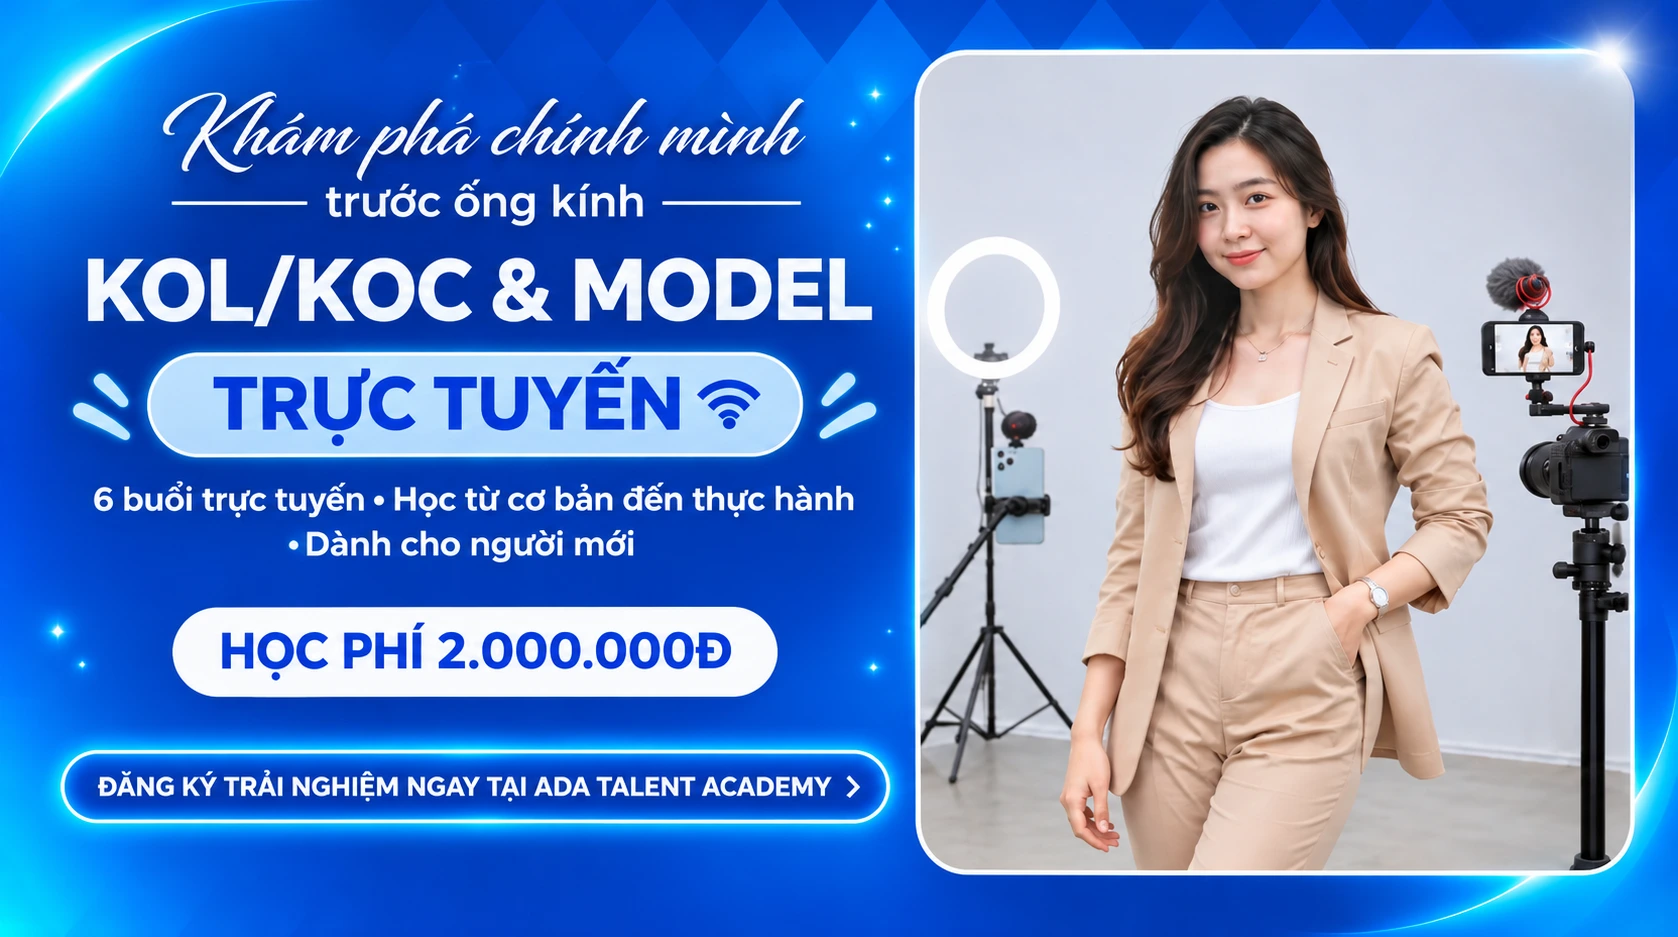 Khám phá chính mình
trước ống kính
KOL/KOC & MODEL
TRỰC TUYẾN
6 buổi trực tuyến • Học từ cơ bản đến thực hành
• Dành cho người mới
HỌC PHÍ 2.000.000Đ
ĐĂNG KÝ TRẢI NGHIỆM NGAY TẠI ADA TALENT ACADEMY >